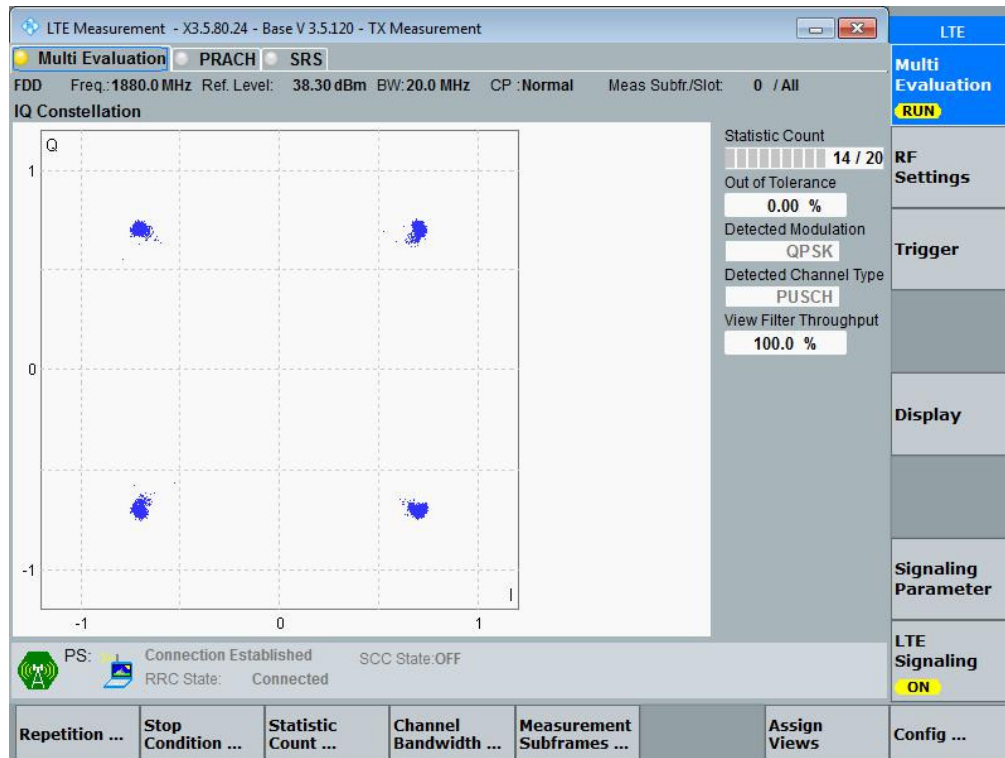 LTE Measurement - X3.5.80.24 - Base V 3.5.120 - TX Measurement
LTE
Multi Evaluation PRACH SRS
Multi
Evaluation
RUN
FDD Freq.:1880.0 MHz Ref. Level: 38.30 dBm BW:20.0 MHz CP :Normal Meas Subfr./Slot: 0 / All
IQ Constellation
Q
1
0
-1
I
-1 0 1
Statistic Count
14 / 20
Out of Tolerance
0.00 %
Detected Modulation
QPSK
Detected Channel Type
PUSCH
View Filter Throughput
100.0 %
RF
Settings
Trigger
Display
Signaling
Parameter
LTE
Signaling
ON
PS: Connection Established SCC State:OFF
RRC State: Connected
Repetition ...
Stop
Condition ...
Statistic
Count ...
Channel
Bandwidth ...
Measurement
Subframes ...
Assign
Views
Config ...